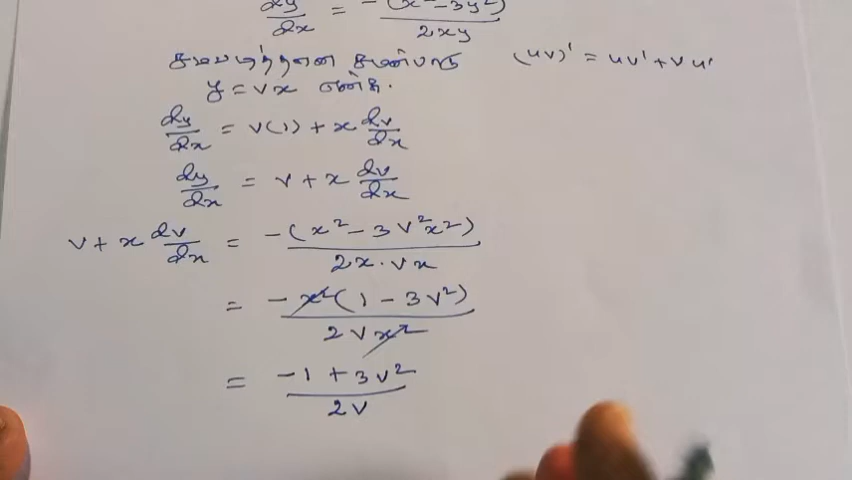 dy/dx = -(x² - 3y²)/2xy
சமபடித்தான சமன்பாடு (uv)' = uv' + vu'
y = vx என்க.
dy/dx = v(1) + x dv/dx
dy/dx = v + x dv/dx
v + x dv/dx = -(x² - 3v²x²)/2x·vx
= -x²(1 - 3v²)/2vx²
= -1 + 3v²/2v